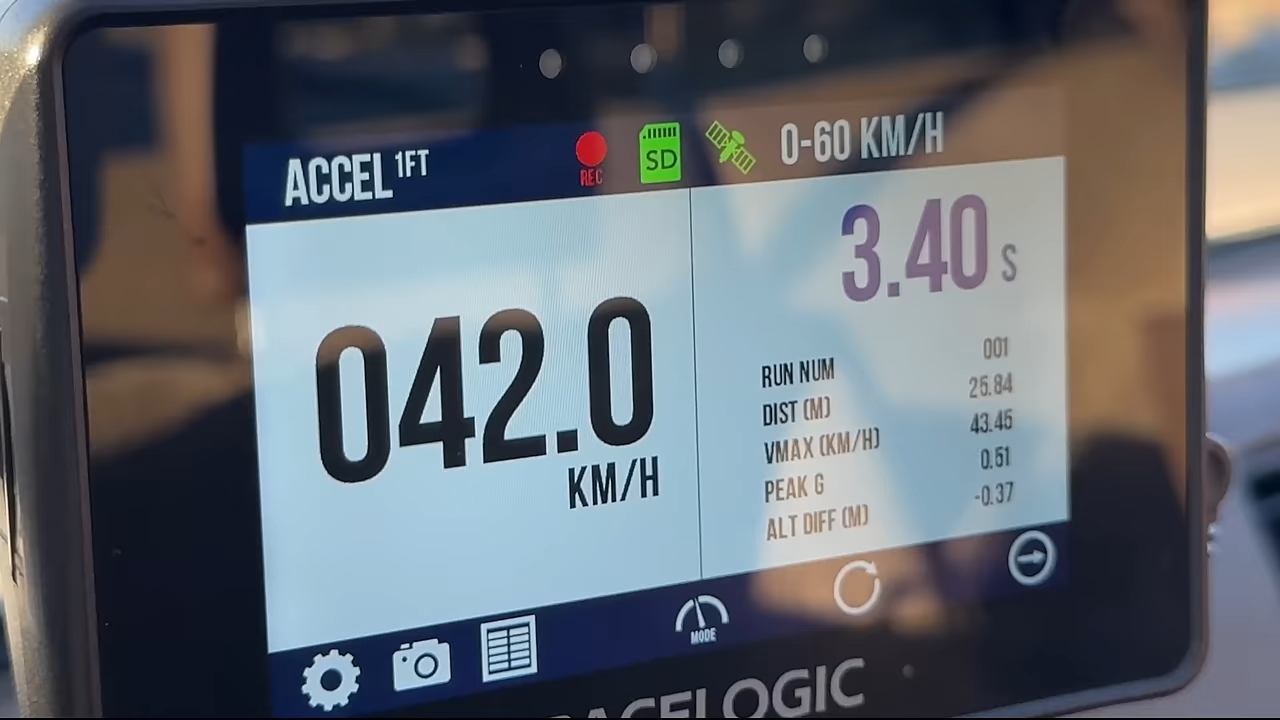 ACCEL 1FT
REC
SD
0-60 KM/H
042.0
KM/H
3.40 S
RUN NUM 001
DIST (M) 25.84
VMAX (KM/H) 43.45
PEAK G 0.51
ALT DIFF (M) -0.37
MODE
RACELOGIC